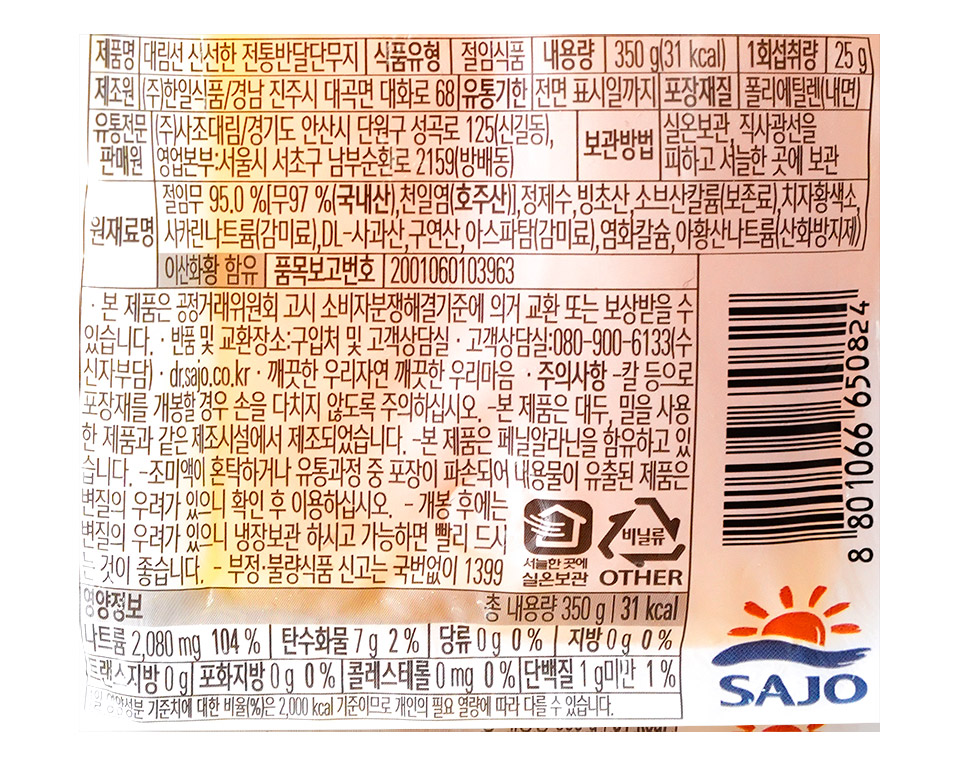 제품명 대림선 신선한 전통반달단무지 식품유형 절임식품 내용량 350 g(31 kcal) 1회섭취량 25 g
제조원 (주)한일식품/경남 진주시 대곡면 대화로 68 유통기한 전면 표시일까지 포장재질 폴리에틸렌(내면)
유통전문판매원 (주)사조대림/경기도 안산시 단원구 성곡로 125(신길동),
영업본부:서울시 서초구 남부순환로 2159(방배동)
보관방법 실온보관, 직사광선을
피하고 서늘한 곳에 보관
원재료명 절임무 95.0 %[무97 %(국내산),천일염(호주산)],정제수,빙초산,소브산칼륨(보존료),치자황색소,
사카린나트륨(감미료),DL-사과산,구연산,아스파탐(감미료),염화칼슘,아황산나트륨(산화방지제)
이산화황 함유 품목보고번호 2001060103963
· 본 제품은 공정거래위원회 고시 소비자분쟁해결기준에 의거 교환 또는 보상받을 수
있습니다. · 반품 및 교환장소:구입처 및 고객상담실 · 고객상담실:080-900-6133(수
신자부담) · dr.sajo.co.kr · 깨끗한 우리자연 깨끗한 우리마음 · 주의사항 -칼 등으로
포장재를 개봉할 경우 손을 다치지 않도록 주의하십시오. -본 제품은 대두, 밀을 사용
한 제품과 같은 제조시설에서 제조되었습니다. -본 제품은 페닐알라닌을 함유하고 있
습니다. -조미액이 혼탁하거나 유통과정 중 포장이 파손되어 내용물이 유출된 제품은
변질의 우려가 있으니 확인 후 이용하십시오. - 개봉 후에는
변질의 우려가 있으니 냉장보관 하시고 가능하면 빨리 드시
는 것이 좋습니다. - 부정·불량식품 신고는 국번없이 1399
서늘한 곳에
실온보관
비닐류
OTHER
8 801066 650824
영양정보 총 내용량 350 g | 31 kcal
나트륨 2,080 mg 104 % 탄수화물 7 g 2 % 당류 0 g 0 % 지방 0 g 0 %
트랜스지방 0 g 포화지방 0 g 0 % 콜레스테롤 0 mg 0 % 단백질 1 g미만 1 %
1일 영양성분 기준치에 대한 비율(%)은 2,000 kcal 기준이므로 개인의 필요 열량에 따라 다를 수 있습니다.
SAJO